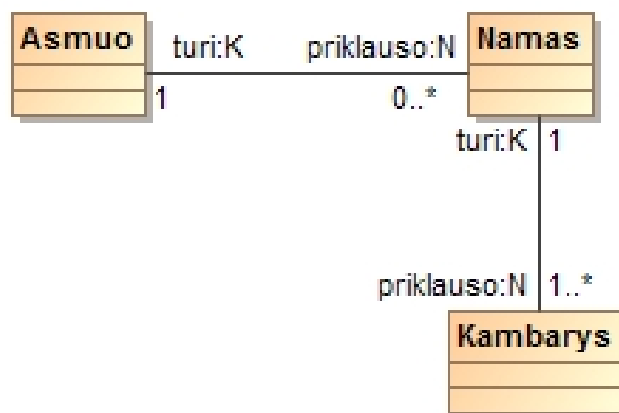 Asmuo
turi:K
priklauso:N
Namas
1
0..*
turi:K
1
priklauso:N
1..*
Kambarys